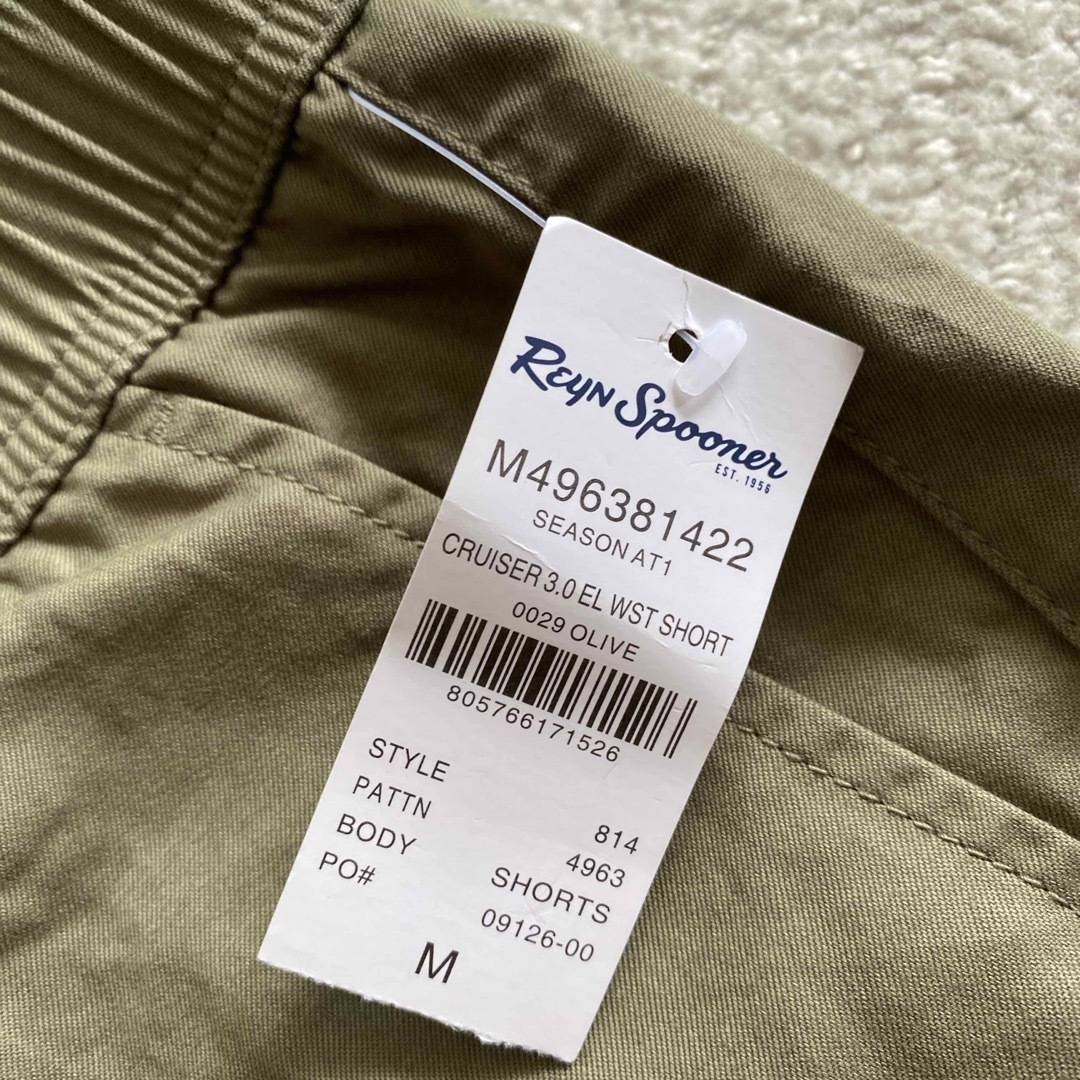 Reyn Spooner
EST. 1956
M496381422
SEASON AT1
CRUISER 3.0 EL WST SHORT
0029 OLIVE
805766171526
STYLE 814
PATTN 4963
BODY SHORTS
PO# 09126-00
M